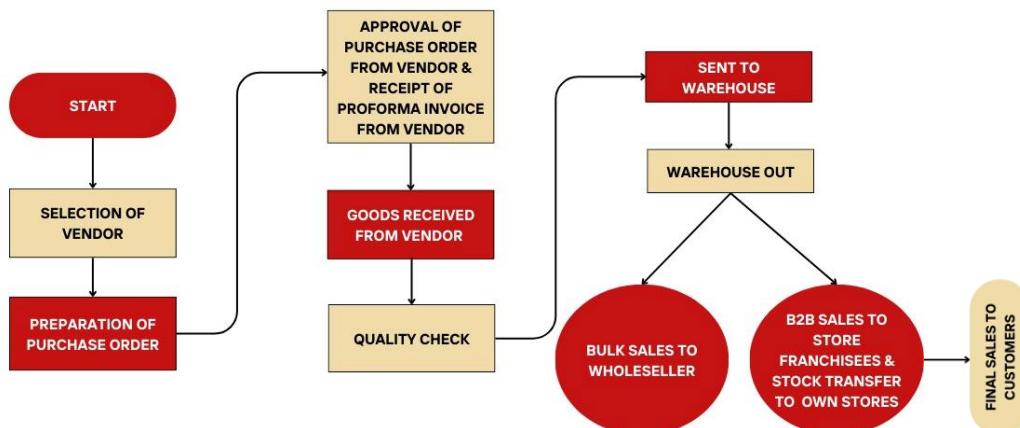 START
SELECTION OF
VENDOR
PREPARATION OF
PURCHASE ORDER
APPROVAL OF
PURCHASE ORDER
FROM VENDOR &
RECEIPT OF
PROFORMA INVOICE
FROM VENDOR
GOODS RECEIVED
FROM VENDOR
QUALITY CHECK
SENT TO
WAREHOUSE
WAREHOUSE OUT
BULK SALES TO
WHOLESELLER
B2B SALES TO
STORE
FRANCHISEES &
STOCK TRANSFER
TO OWN STORES
FINAL SALES TO
CUSTOMERS